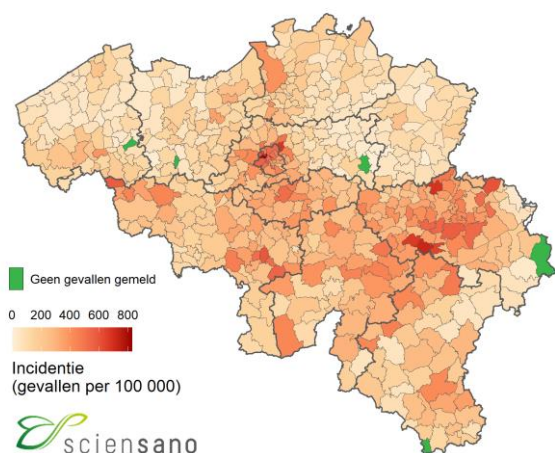 Geen gevallen gemeld
0 200 400 600 800
Incidentie
(gevallen per 100 000)
sciensano